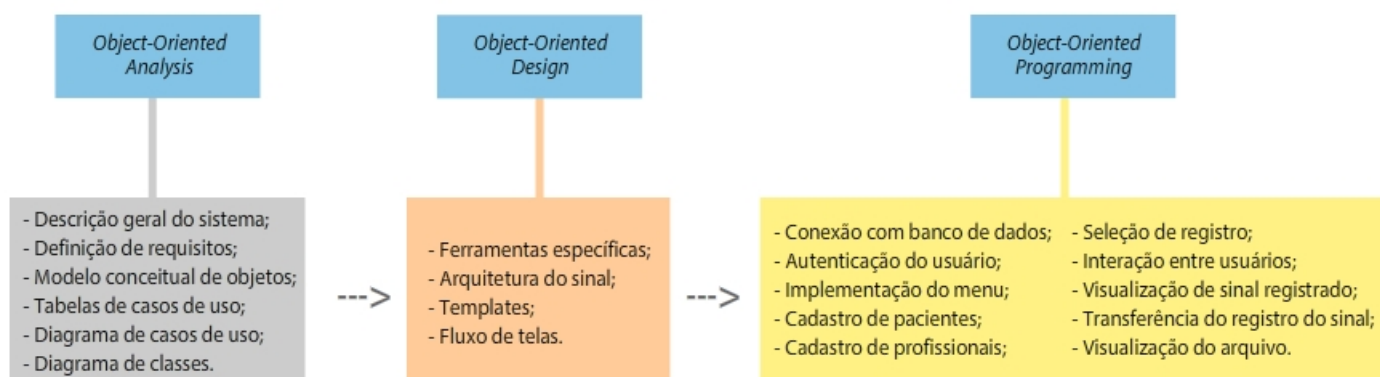 Object-Oriented
Analysis
Object-Oriented
Design
Object-Oriented
Programming
- Descrição geral do sistema;
- Definição de requisitos;
- Modelo conceitual de objetos;
- Tabelas de casos de uso;
- Diagrama de casos de uso;
- Diagrama de classes.
--->
- Ferramentas específicas;
- Arquitetura do sinal;
- Templates;
- Fluxo de telas.
--->
- Conexão com banco de dados;
- Autenticação do usuário;
- Implementação do menu;
- Cadastro de pacientes;
- Cadastro de profissionais;
- Seleção de registro;
- Interação entre usuários;
- Visualização de sinal registrado;
- Transferência do registro do sinal;
- Visualização do arquivo.